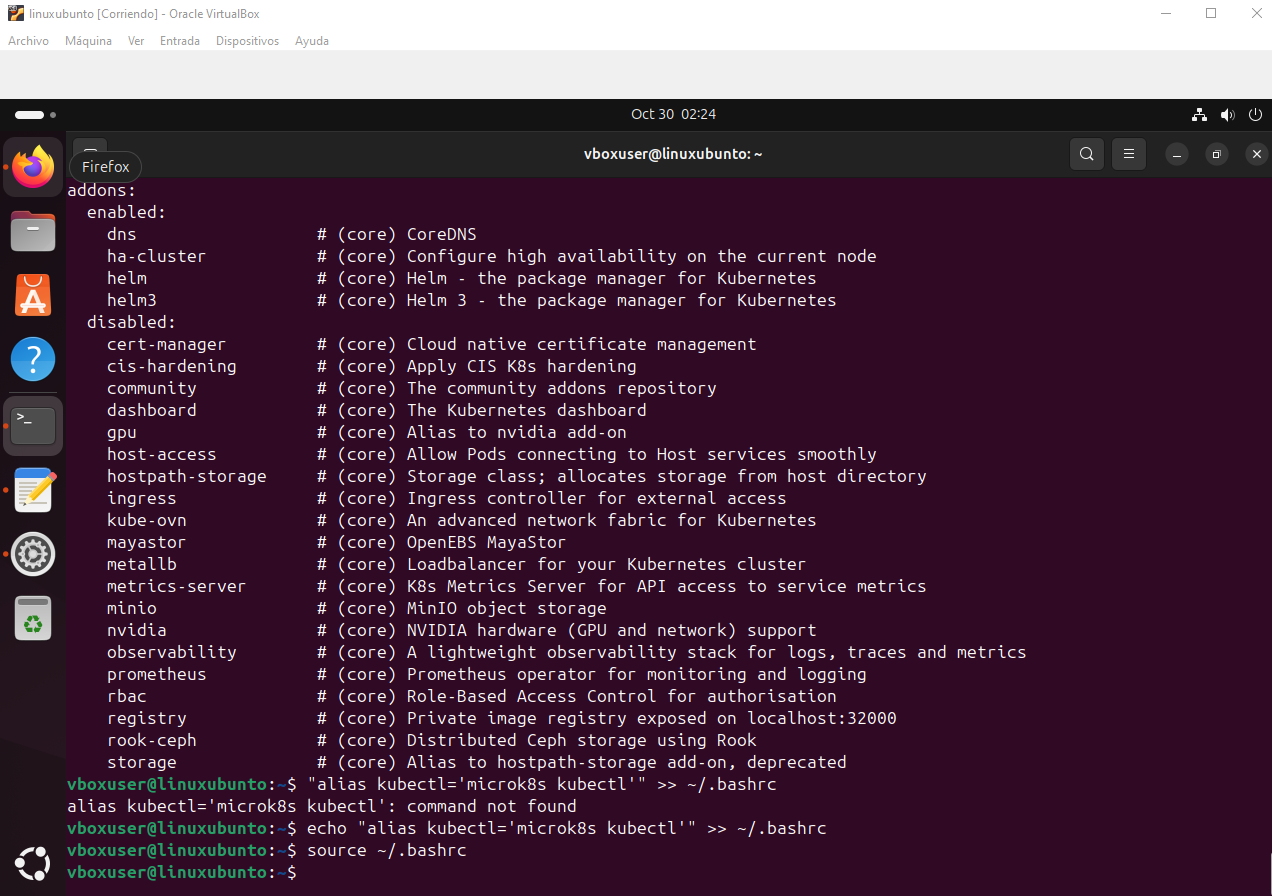 linuxubunto [Corriendo] - Oracle VirtualBox
Archivo Máquina Ver Entrada Dispositivos Ayuda
Oct 30 02:24
vboxuser@linuxubunto: ~
Firefox
addons:
  enabled:
    dns                  # (core) CoreDNS
    ha-cluster           # (core) Configure high availability on the current node
    helm                 # (core) Helm - the package manager for Kubernetes
    helm3                # (core) Helm 3 - the package manager for Kubernetes
  disabled:
    cert-manager         # (core) Cloud native certificate management
    cis-hardening        # (core) Apply CIS K8s hardening
    community            # (core) The community addons repository
    dashboard            # (core) The Kubernetes dashboard
    gpu                  # (core) Alias to nvidia add-on
    host-access          # (core) Allow Pods connecting to Host services smoothly
    hostpath-storage     # (core) Storage class; allocates storage from host directory
    ingress              # (core) Ingress controller for external access
    kube-ovn             # (core) An advanced network fabric for Kubernetes
    mayastor             # (core) OpenEBS MayaStor
    metallb              # (core) Loadbalancer for your Kubernetes cluster
    metrics-server       # (core) K8s Metrics Server for API access to service metrics
    minio                # (core) MinIO object storage
    nvidia               # (core) NVIDIA hardware (GPU and network) support
    observability        # (core) A lightweight observability stack for logs, traces and metrics
    prometheus           # (core) Prometheus operator for monitoring and logging
    rbac                 # (core) Role-Based Access Control for authorisation
    registry             # (core) Private image registry exposed on localhost:32000
    rook-ceph            # (core) Distributed Ceph storage using Rook
    storage              # (core) Alias to hostpath-storage add-on, deprecated
vboxuser@linuxubunto:~$ "alias kubectl='microk8s kubectl'" >> ~/.bashrc
alias kubectl='microk8s kubectl': command not found
vboxuser@linuxubunto:~$ echo "alias kubectl='microk8s kubectl'" >> ~/.bashrc
vboxuser@linuxubunto:~$ source ~/.bashrc
vboxuser@linuxubunto:~$